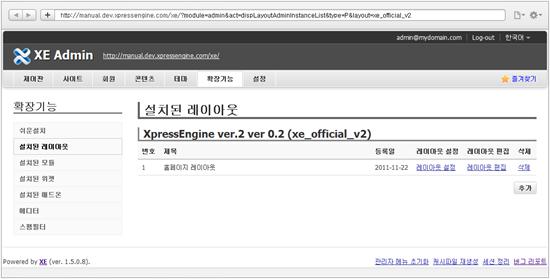 http://manual.dev.xpressengine.com/xe/?module=admin&act=dispLayoutAdminInstanceList&type=P&layout=xe_official_v2
admin@mydomain.com | Log-out | 한국어
XE Admin http://manual.dev.xpressengine.com/xe/
제어판 사이트 회원 콘텐츠 테마 확장기능 설정 즐겨찾기
확장기능
쉬운설치
설치된 레이아웃
설치된 모듈
설치된 위젯
설치된 애드온
에디터
스팸필터
설치된 레이아웃
XpressEngine ver.2 ver 0.2 (xe_official_v2)
번호 제목 등록일 레이아웃 설정 레이아웃 편집 삭제
1 홈페이지 레이아웃 2011-11-22 레이아웃 설정 레이아웃 편집 삭제
추가
Powered by XE (ver. 1.5.0.8).
관리자 메뉴 초기화 캐시파일 재생성 세션 정리 버그 리포트